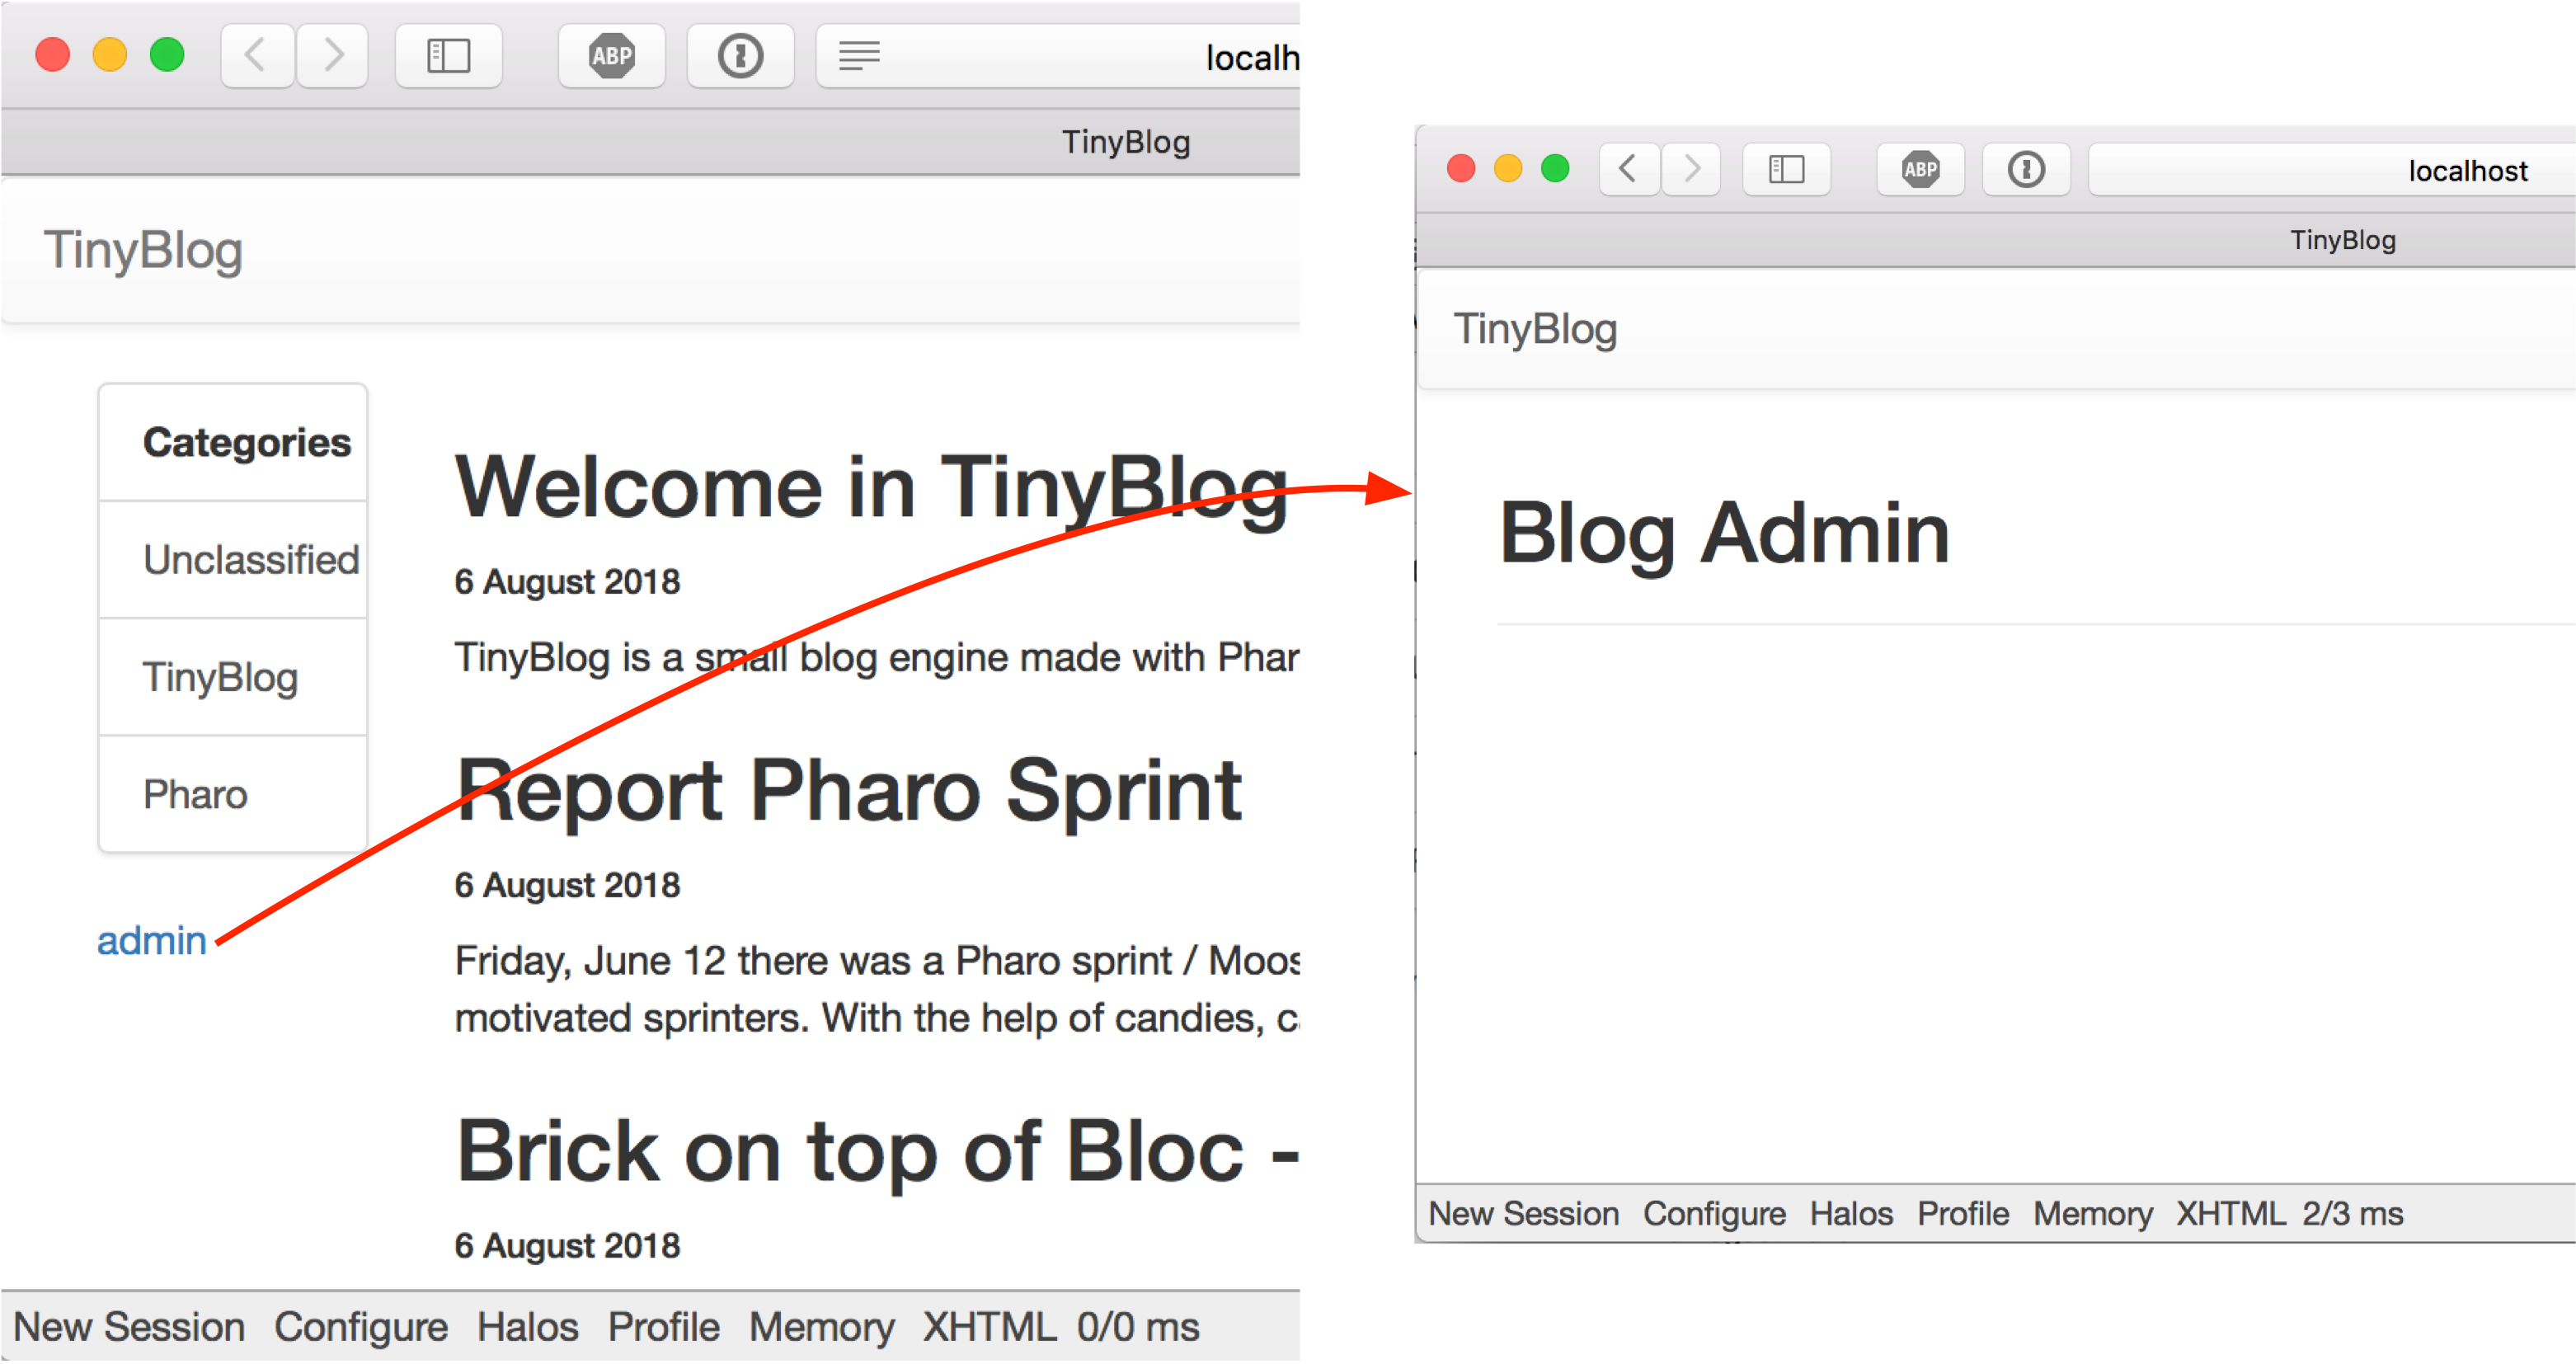 ABP
localh
TinyBlog
TinyBlog
Categories
Unclassified
TinyBlog
Pharo
admin
Welcome in TinyBlog
6 August 2018
TinyBlog is a small blog engine made with Phar
Report Pharo Sprint
6 August 2018
Friday, June 12 there was a Pharo sprint / Moos
motivated sprinters. With the help of candies, c
Brick on top of Bloc -
6 August 2018
New Session Configure Halos Profile Memory XHTML 0/0 ms
ABP
localhost
TinyBlog
TinyBlog
Blog Admin
New Session Configure Halos Profile Memory XHTML 2/3 ms